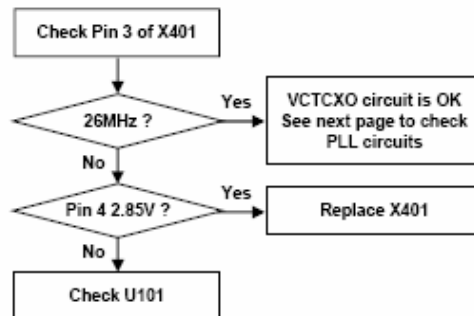 Check Pin 3 of X401
26MHz ?
Yes
VCTCXO circuit is OK
See next page to check
PLL circuits
No
Pin 4 2.85V ?
Yes
Replace X401
No
Check U101